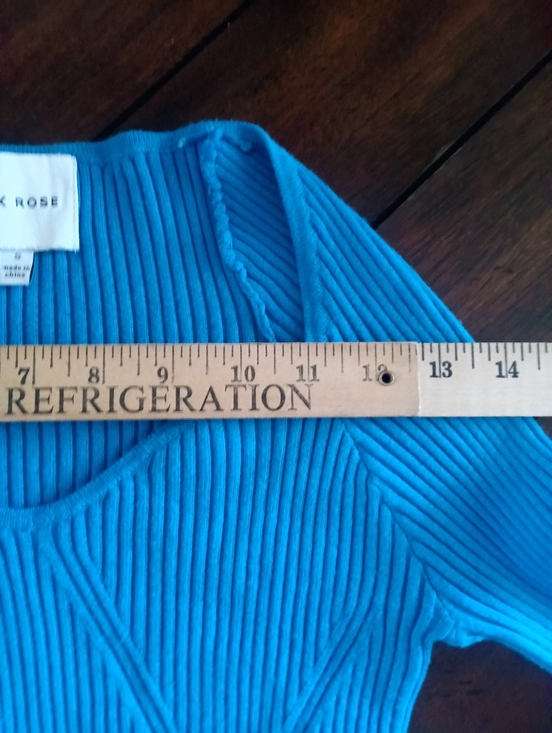 K ROSE
S
made in
china
7 8 9 10 11 12 13 14
REFRIGERATION